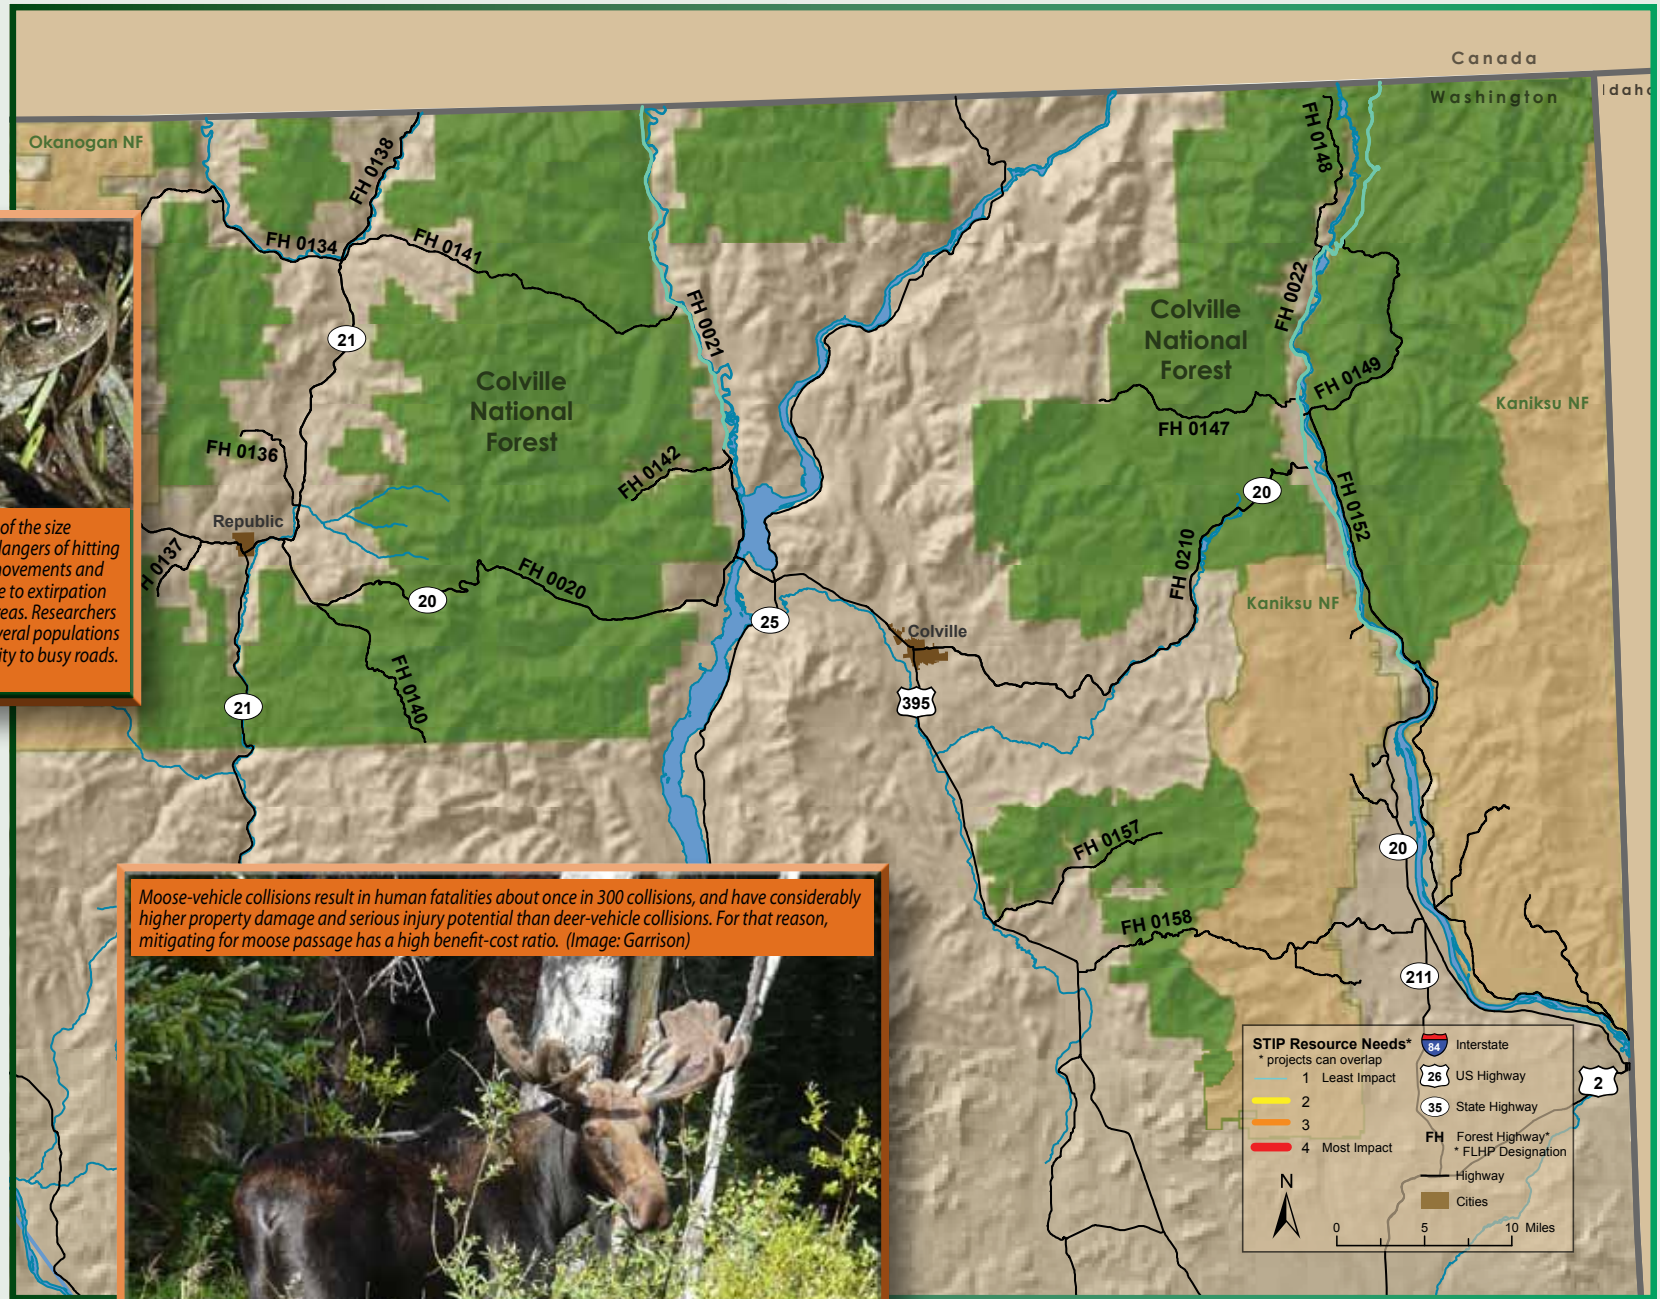 Canada
Washington
Idaho
Okanogan NF
FH 0138
FH 0148
FH 0134
FH 0141
FH 0021
FH 0022
21
Colville
National
Forest
Colville
National
Forest
FH 0149
Kaniksu NF
FH 0147
FH 0136
FH 0142
20
FH 0152
Republic
of the size
dangers of hitting
movements and
e to extirpation
eas. Researchers
veral populations
ity to busy roads.
H 0137
FH 0020
20
FH 0210
25
Colville
Kaniksu NF
FH 0140
21
395
FH 0157
20
FH 0158
211
2
Moose-vehicle collisions result in human fatalities about once in 300 collisions, and have considerably
higher property damage and serious injury potential than deer-vehicle collisions. For that reason,
mitigating for moose passage has a high benefit-cost ratio. (Image: Garrison)
STIP Resource Needs*
* projects can overlap
1 Least Impact
2
3
4 Most Impact
84 Interstate
26 US Highway
35 State Highway
FH Forest Highway*
* FLHP Designation
Highway
Cities
N
0 5 10 Miles